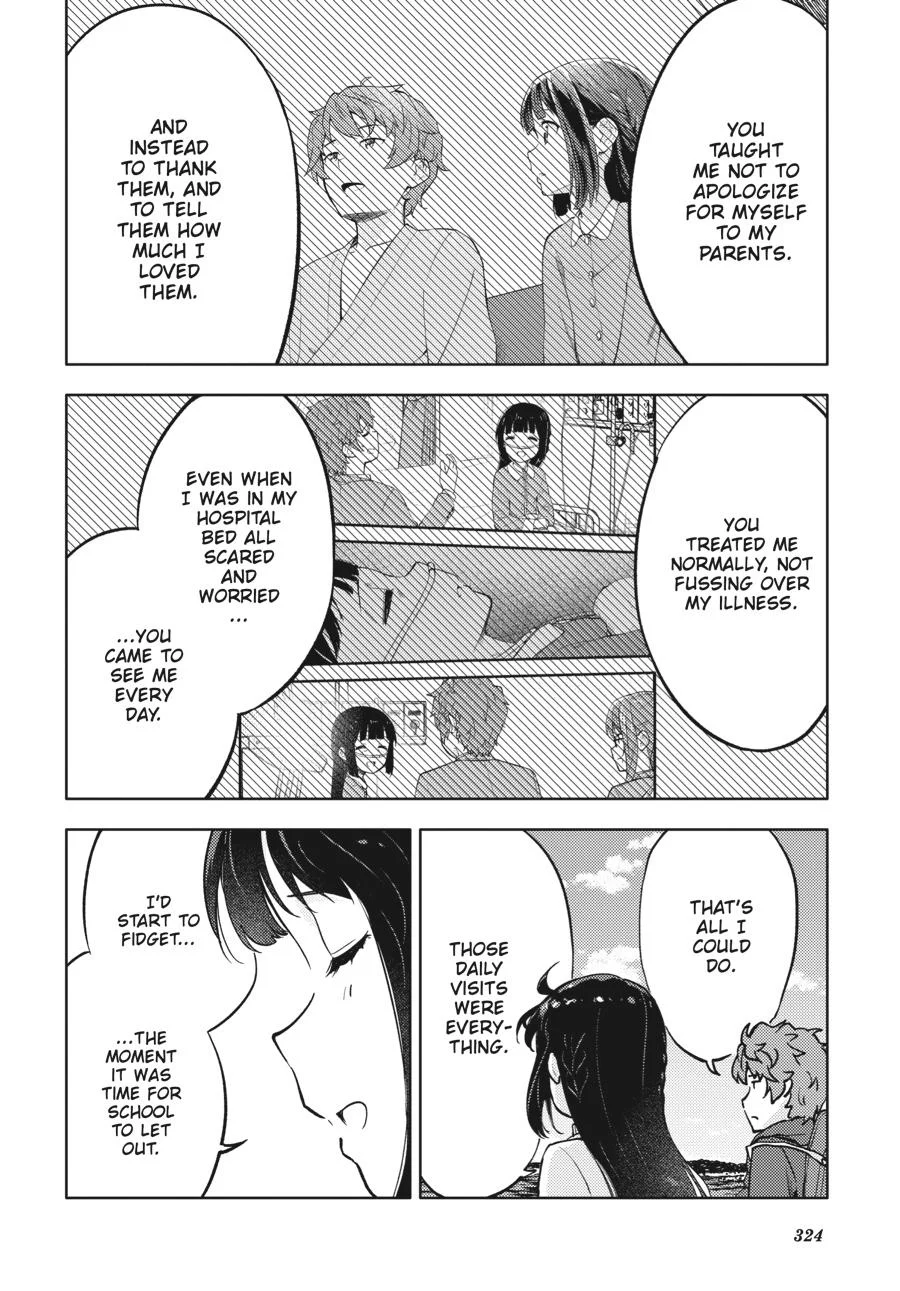 YOU
TAUGHT
ME NOT TO
APOLOGIZE
FOR MYSELF
TO MY
PARENTS.
AND
INSTEAD
TO THANK
THEM, AND
TO TELL
THEM HOW
MUCH I
LOVED
THEM.
YOU
TREATED ME
NORMALLY, NOT
FUSSING OVER
MY ILLNESS.
EVEN WHEN
I WAS IN MY
HOSPITAL
BED ALL
SCARED
AND
WORRIED
...
...YOU
CAME TO
SEE ME
EVERY
DAY.
THAT'S
ALL I
COULD
DO.
THOSE
DAILY
VISITS
WERE
EVERY-
THING.
I'D
START TO
FIDGET...
...THE
MOMENT
IT WAS
TIME FOR
SCHOOL
TO LET
OUT.
324